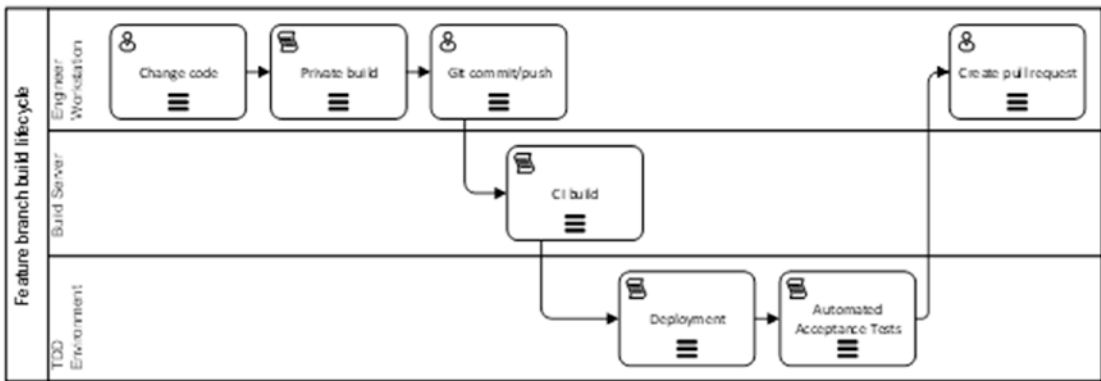 Feature branch build lifecycle
Engineer
Workstation
Change code
Private build
Git commit/push
Create pull request
Build Server
CI build
TDD
Environment
Deployment
Automated
Acceptance Tests